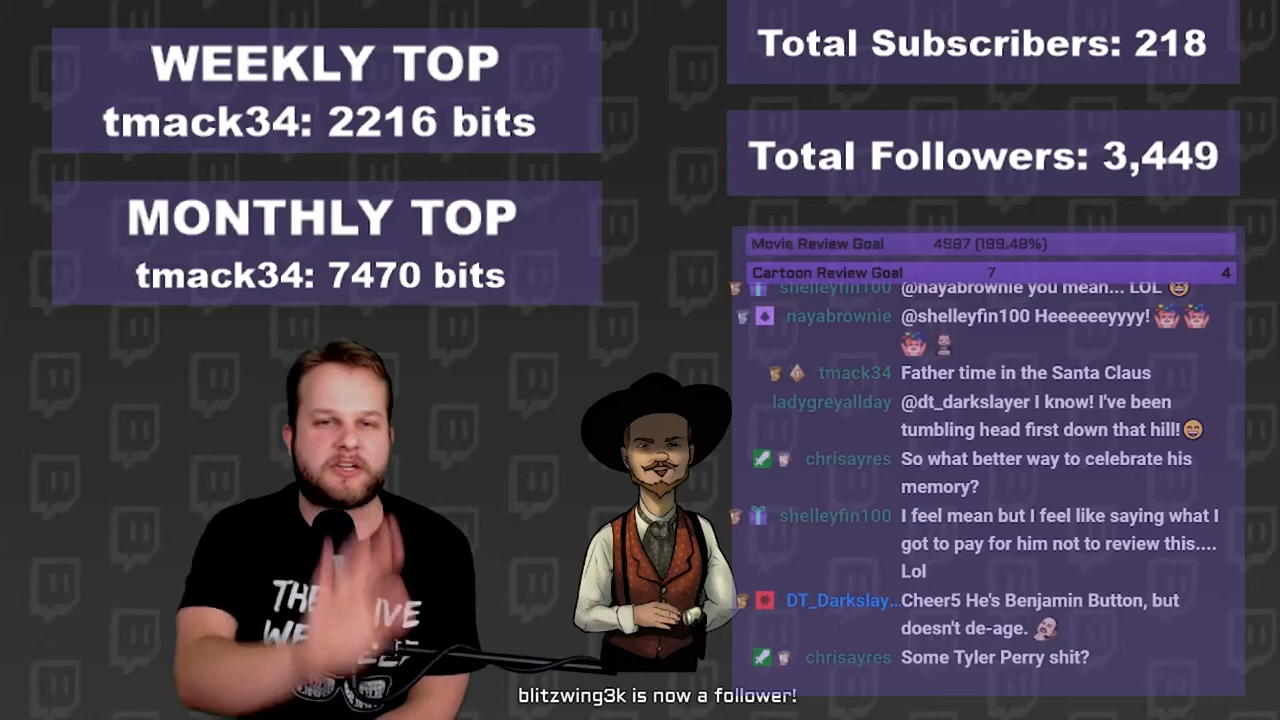 WEEKLY TOP
tmack34: 2216 bits
MONTHLY TOP
tmack34: 7470 bits
Total Subscribers: 218
Total Followers: 3,449
Movie Review Goal 4987 (199.48%)
Cartoon Review Goal 7 4
shelleyfin100 @nayabrownie you mean... LOL
nayabrownie @shelleyfin100 Heeeeeeyyyy!
tmack34 Father time in the Santa Claus
ladygreyallday @dt_darkslayer I know! I've been
tumbling head first down that hill!
chrisayres So what better way to celebrate his
memory?
shelleyfin100 I feel mean but I feel like saying what I
got to pay for him not to review this....
Lol
DT_Darkslay... Cheer5 He's Benjamin Button, but
doesn't de-age.
chrisayres Some Tyler Perry shit?
THE
blitzwing3k is now a follower!